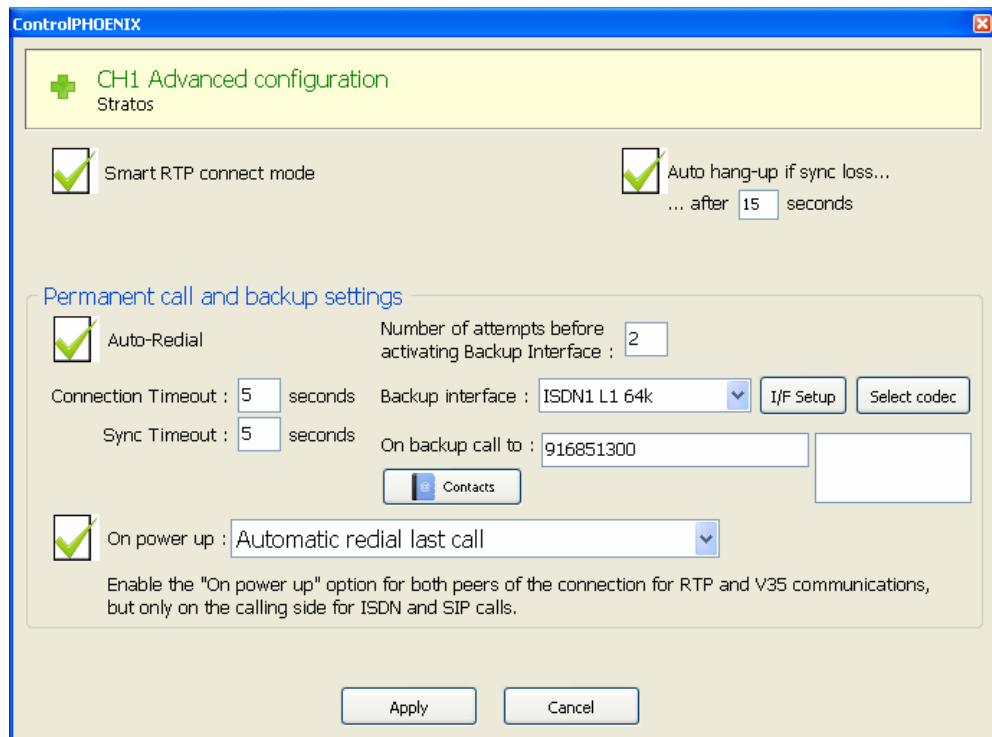 ControlPHOENIX
CH1 Advanced configuration
Stratos
Smart RTP connect mode
Auto hang-up if sync loss...
... after 15 seconds
Permanent call and backup settings
Auto-Redial
Number of attempts before
activating Backup Interface : 2
Connection Timeout : 5 seconds
Backup interface : ISDN1 L1 64k I/F Setup Select codec
Sync Timeout : 5 seconds
On backup call to : 916851300
Contacts
On power up : Automatic redial last call
Enable the "On power up" option for both peers of the connection for RTP and V35 communications,
but only on the calling side for ISDN and SIP calls.
Apply Cancel